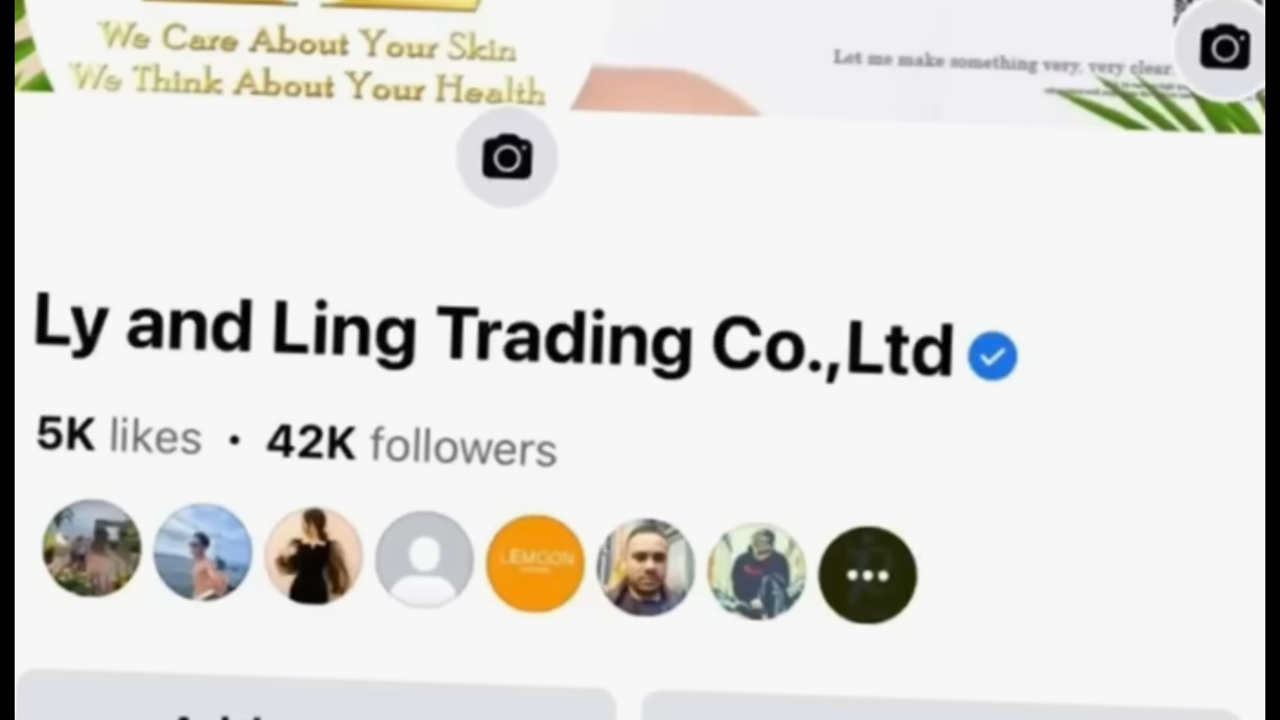 We Care About Your Skin
We Think About Your Health
Let me make something very, very clear.
Ly and Ling Trading Co.,Ltd
5K likes · 42K followers
LEMOON